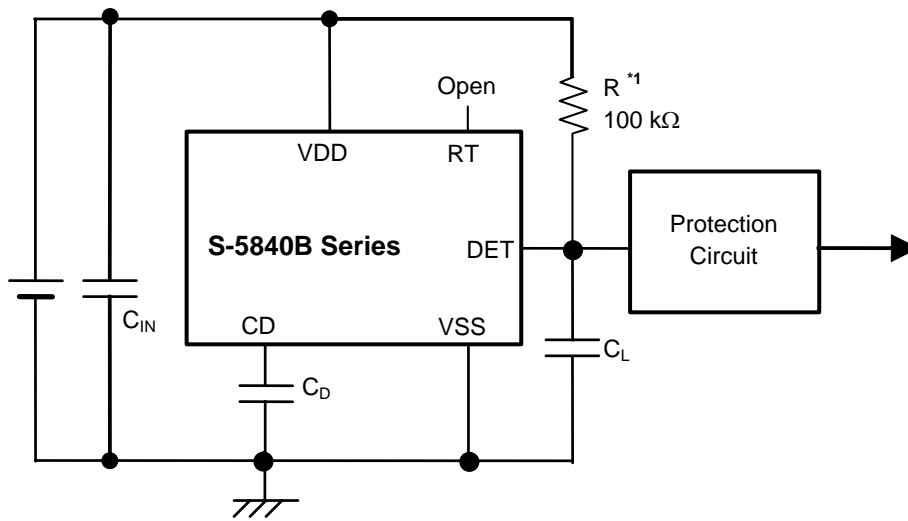 Open
R *1
100 kΩ
VDD
RT
S-5840B Series
DET
Protection
Circuit
CIN
CD
VSS
CL
CD